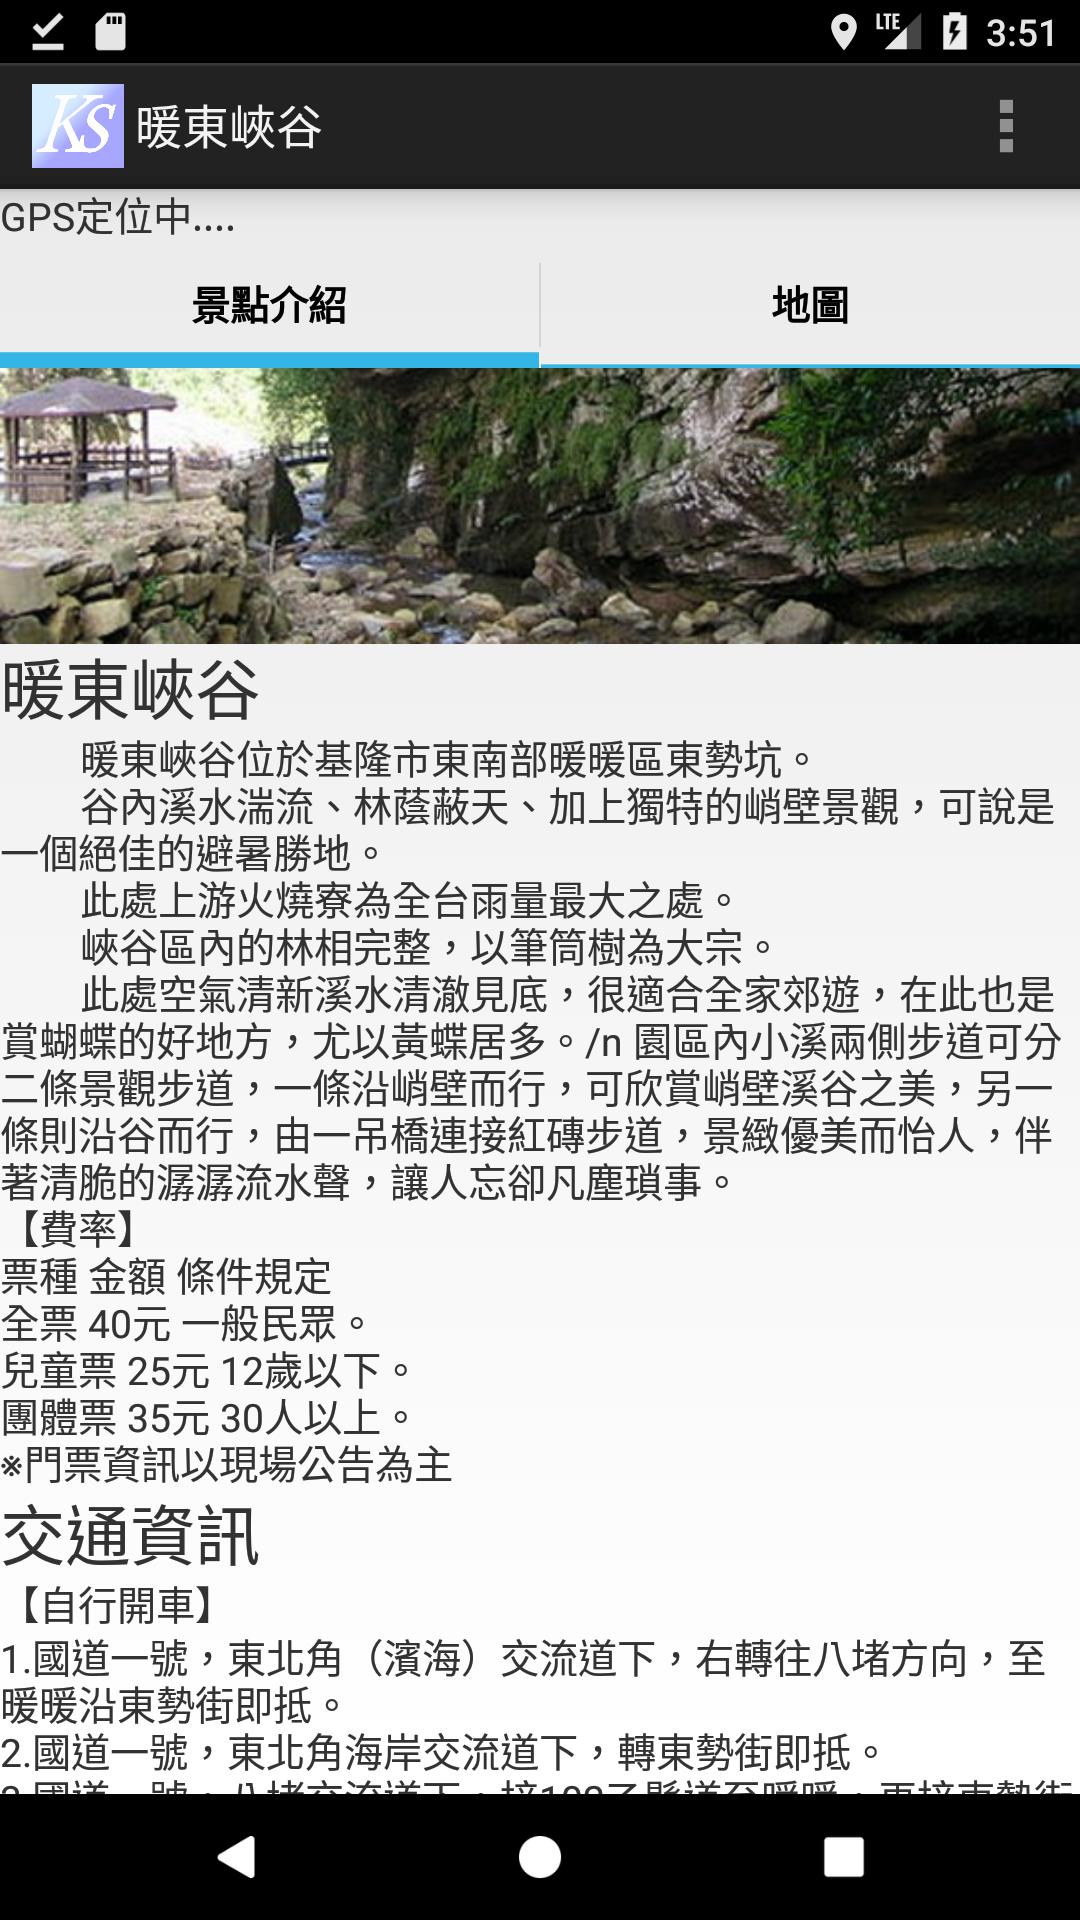 LTE 3:51
KS 暖東峽谷
GPS定位中....
景點介紹 地圖
暖東峽谷
暖東峽谷位於基隆市東南部暖暖區東勢坑。
谷內溪水湍流、林蔭蔽天、加上獨特的峭壁景觀，可說是
一個絕佳的避暑勝地。
此處上游火燒寮為全台雨量最大之處。
峽谷區內的林相完整，以筆筒樹為大宗。
此處空氣清新溪水清澈見底，很適合全家郊遊，在此也是
賞蝴蝶的好地方，尤以黃蝶居多。/n 園區內小溪兩側步道可分
二條景觀步道，一條沿峭壁而行，可欣賞峭壁溪谷之美，另一
條則沿谷而行，由一吊橋連接紅磚步道，景緻優美而怡人，伴
著清脆的潺潺流水聲，讓人忘卻凡塵瑣事。
【費率】
票種 金額 條件規定
全票 40元 一般民眾。
兒童票 25元 12歲以下。
團體票 35元 30人以上。
※門票資訊以現場公告為主
交通資訊
【自行開車】
1.國道一號，東北角（濱海）交流道下，右轉往八堵方向，至
暖暖沿東勢街即抵。
2.國道一號，東北角海岸交流道下，轉東勢街即抵。